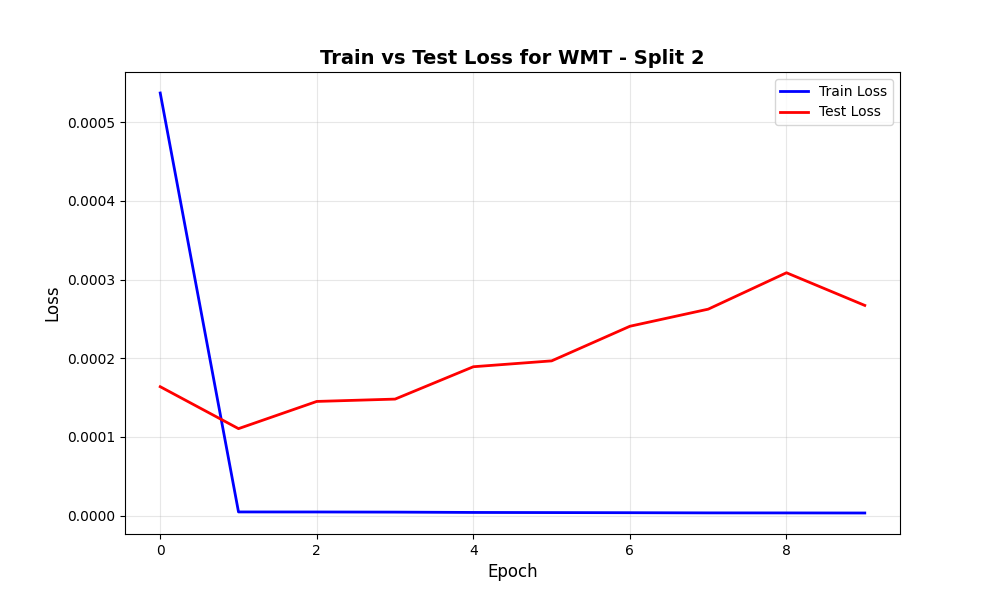 Train vs Test Loss for WMT - Split 2
Train Loss
Test Loss
0.0005
0.0004
0.0003
0.0002
0.0001
0.0000
Loss
0 2 4 6 8
Epoch